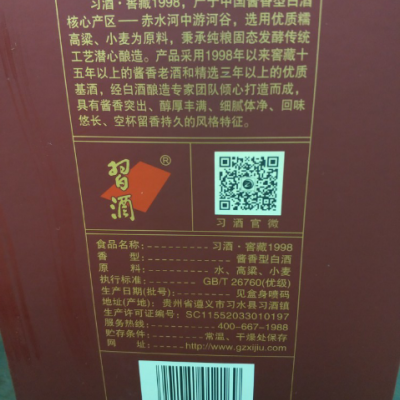 习酒·窖藏1998，产于中国酱香型白酒
核心产区——赤水河中游河谷，选用优质糯
高粱、小麦为原料，秉持纯粮固态发酵传统
工艺潜心酿造。产品采用1998年以来窖藏十
五年以上的酱香老酒和精选三年以上的优质
基酒，经白酒酿造专家团队倾心打造而成，
具有酱香突出、醇厚丰满、细腻体净、回味
悠长、空杯留香持久的风格特征。
习酒®
习酒官微
食品名称：习酒·窖藏1998
香型：酱香型白酒
原料：水、高粱、小麦
执行标准：GB/T 26760(优级)
生产日期(批号)：见盒身喷码
地址(产地)：贵州省遵义市习水县习酒镇
生产许可证编号：SC11552033010197
服务热线：400-667-1988
贮存条件：常温、干燥处保存
网址：http://www.gzxijiu.com